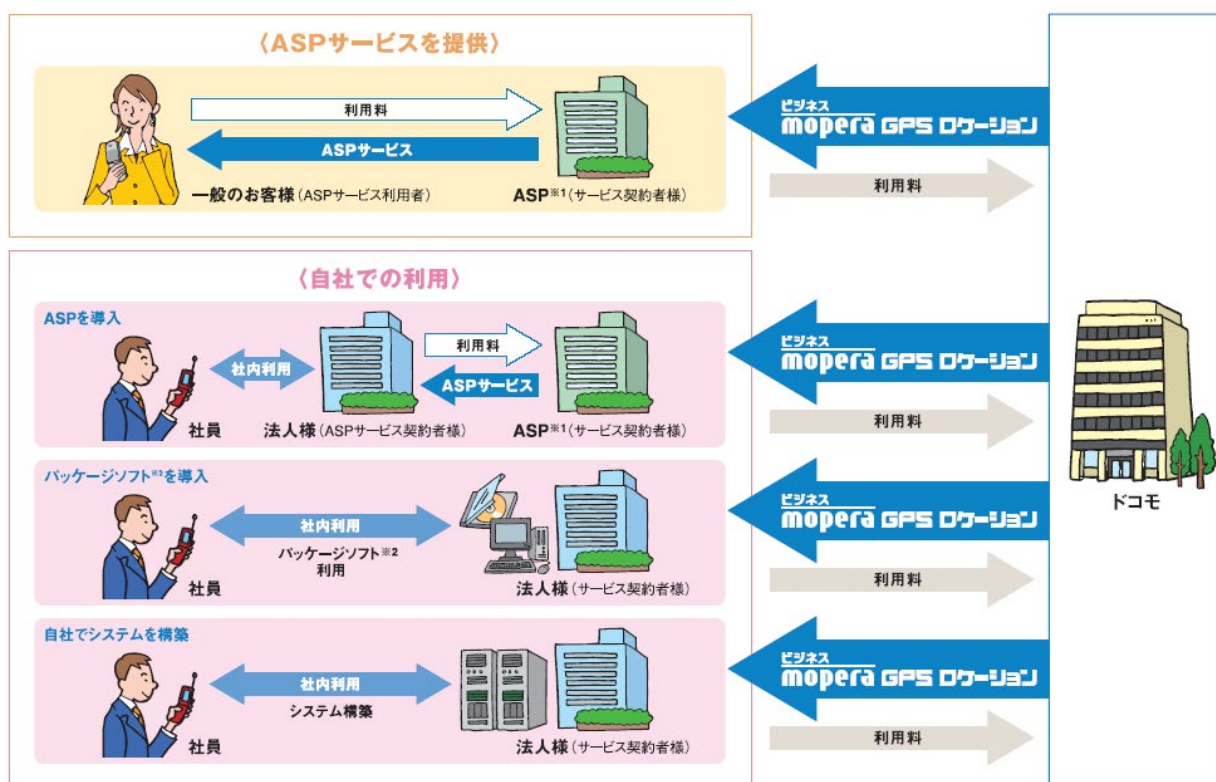 〈ASPサービスを提供〉
利用料
ASPサービス
一般のお客様(ASPサービス利用者)
ASP※1(サービス契約者様)
ビジネス
mopera GPS ロケーション
利用料
〈自社での利用〉
ASPを導入
社内利用
利用料
ASPサービス
社員
法人様(ASPサービス契約者様)
ASP※1(サービス契約者様)
ビジネス
mopera GPS ロケーション
利用料
パッケージソフト※2を導入
社内利用
パッケージソフト※2
利用
社員
法人様(サービス契約者様)
ビジネス
mopera GPS ロケーション
利用料
自社でシステムを構築
社内利用
システム構築
社員
法人様(サービス契約者様)
ビジネス
mopera GPS ロケーション
利用料
ドコモ